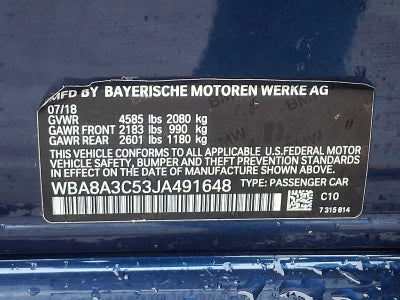 MFD BY BAYERISCHE MOTOREN WERKE AG
07/18
GVWR 4585 lbs 2080 kg
GAWR FRONT 2183 lbs 990 kg
GAWR REAR 2601 lbs 1180 kg
THIS VEHICLE CONFORMS TO ALL APPLICABLE U.S.FEDERAL MOTOR
VEHICLE SAFETY, BUMPER,AND THEFT PREVENTION STANDARDS
IN EFFECT ON THE DATE OF MANUFACTURE SHOWN ABOVE.
WBA8A3C53JA491648 TYPE: PASSENGER CAR
C10
7 315 814